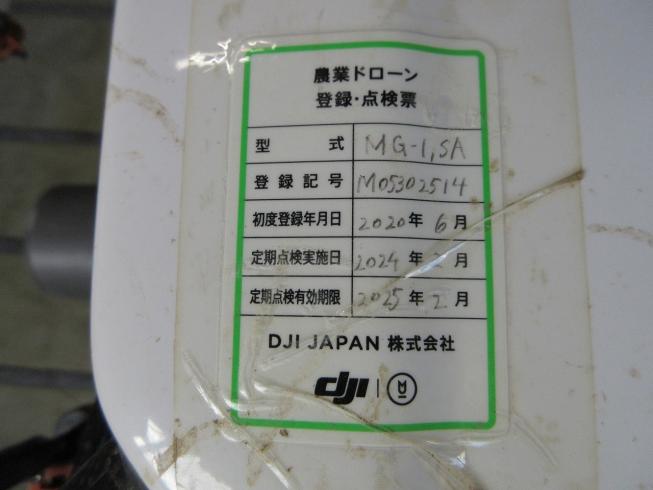 農業ドローン
登録・点検票
型式 MG-1,SA
登録記号 M05302514
初度登録年月日 2020年 6月
定期点検実施日 2024年 2月
定期点検有効期限 2025年 2月
DJI JAPAN 株式会社
dji